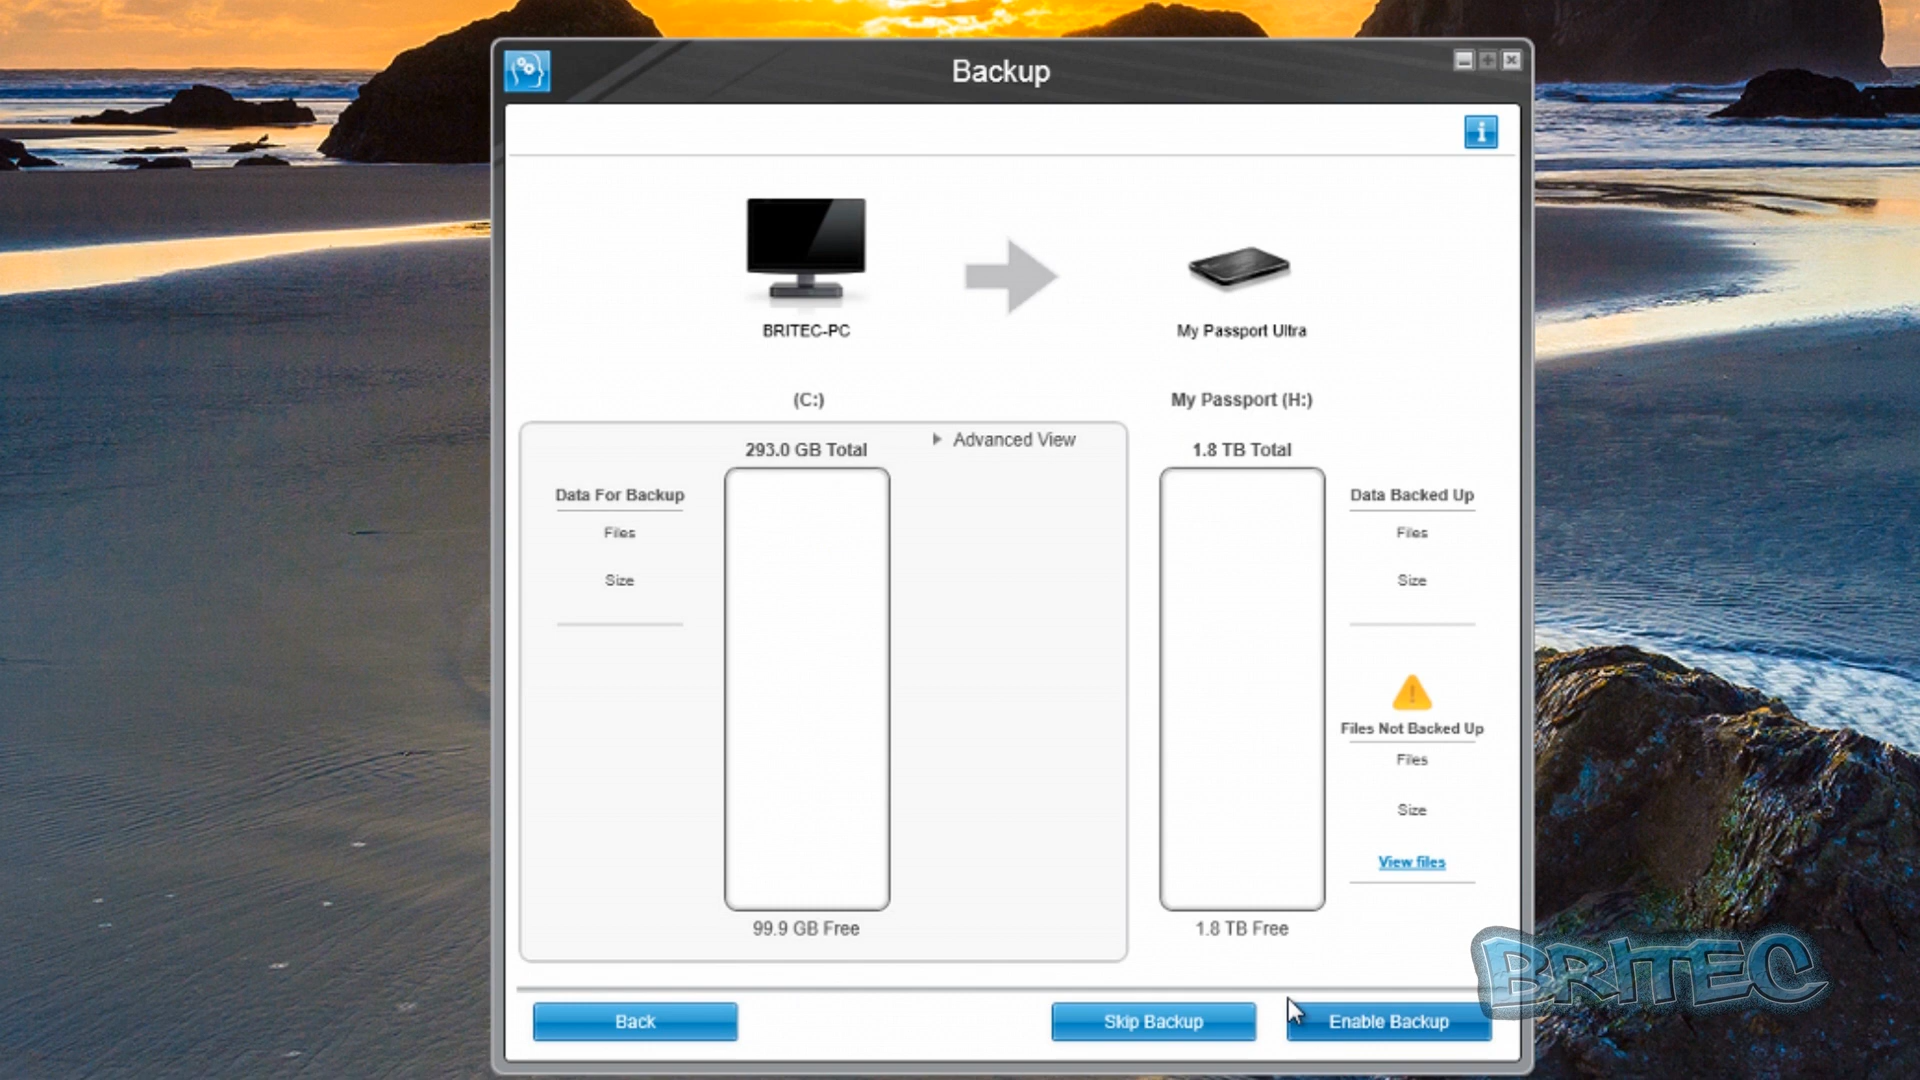 Backup
BRITEC-PC
My Passport Ultra
(C:)
My Passport (H:)
293.0 GB Total
Advanced View
1.8 TB Total
Data For Backup
Files
Size
Data Backed Up
Files
Size
Files Not Backed Up
Files
Size
View files
99.9 GB Free
1.8 TB Free
BRITEC
Back
Skip Backup
Enable Backup